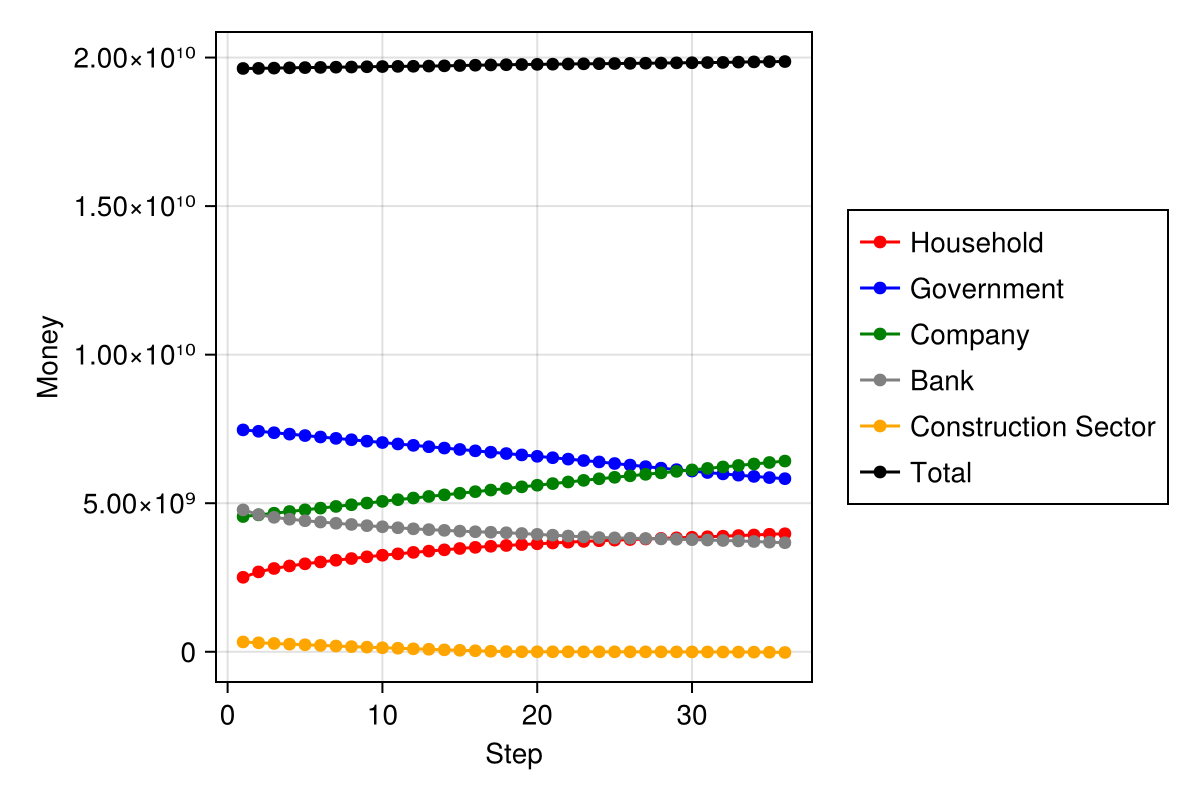 2.00×10¹⁰
1.50×10¹⁰
1.00×10¹⁰
5.00×10⁹
0
Money
0 10 20 30
Step
Household
Government
Company
Bank
Construction Sector
Total